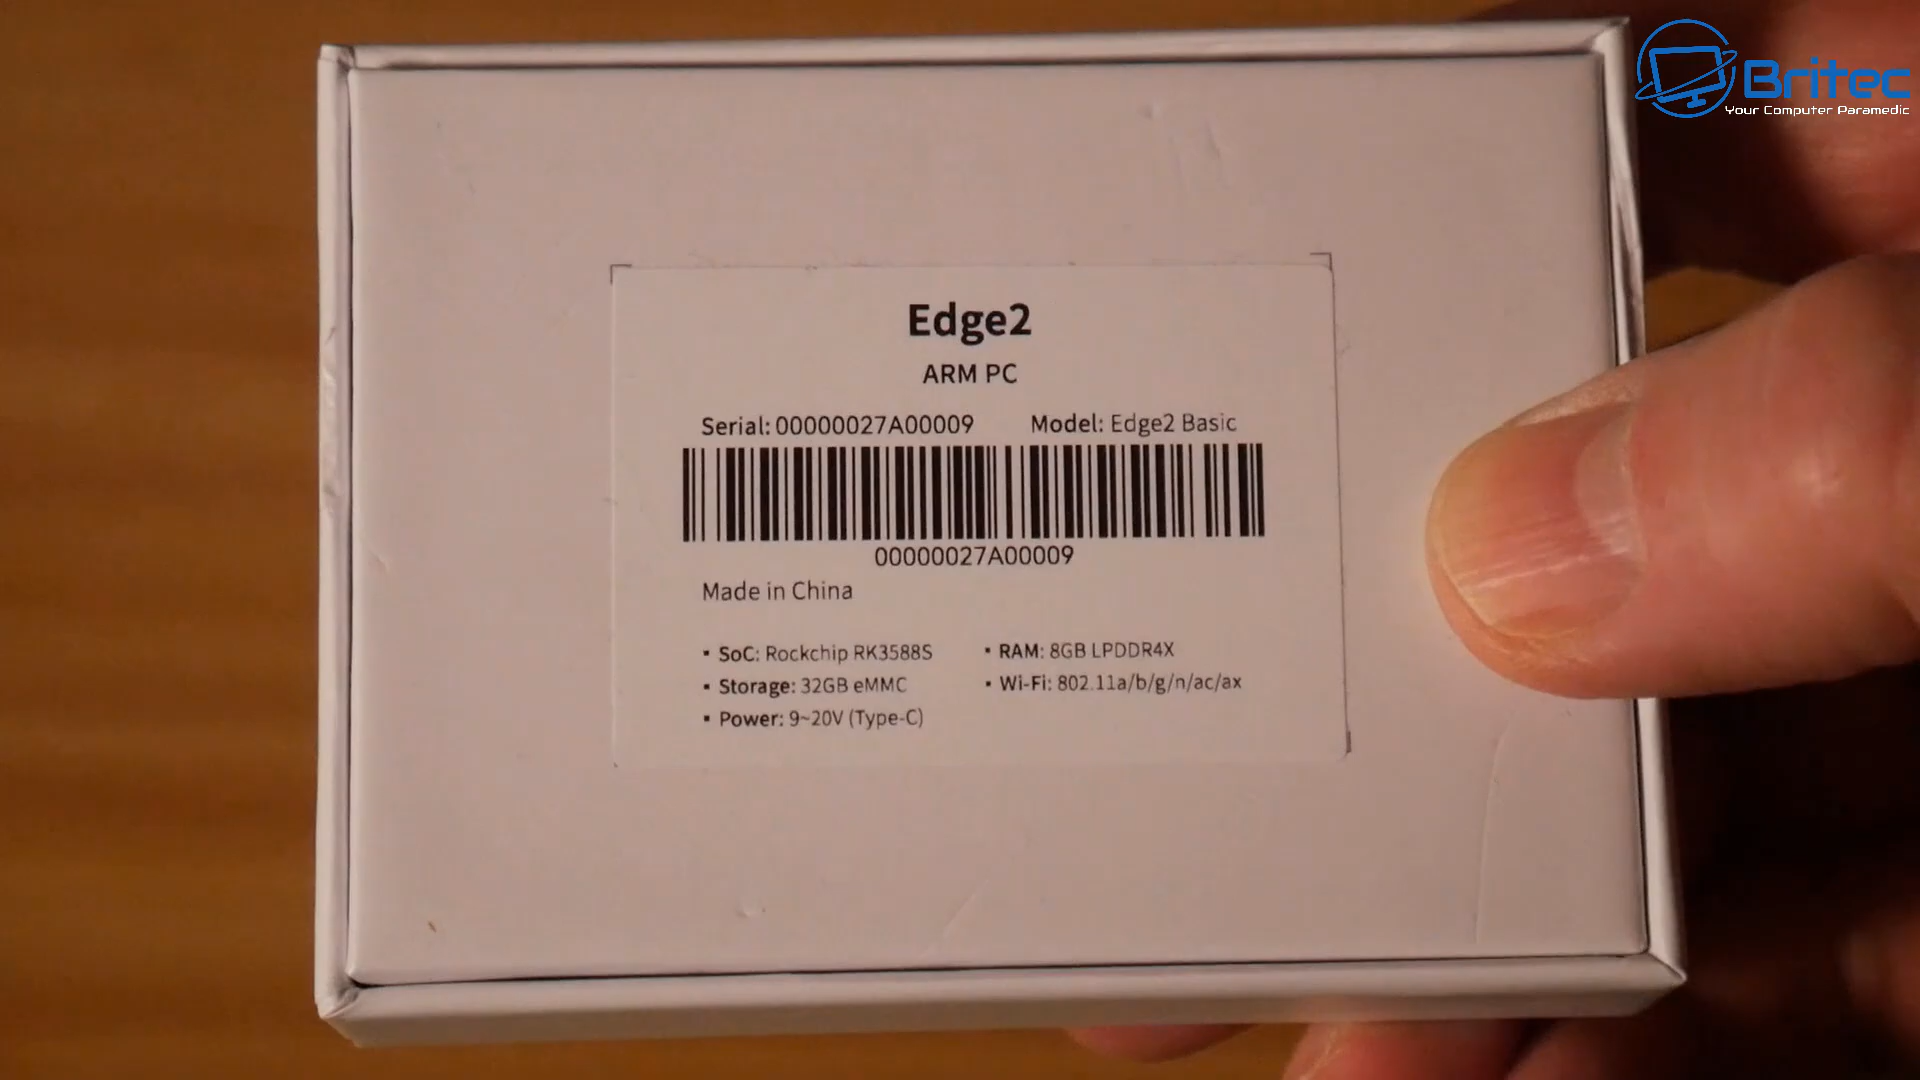 Britec
Your Computer Paramedic
Edge2
ARM PC
Serial: 00000027A00009 Model: Edge2 Basic
00000027A00009
Made in China
▪ SoC: Rockchip RK3588S ▪ RAM: 8GB LPDDR4X
▪ Storage: 32GB eMMC ▪ Wi-Fi: 802.11a/b/g/n/ac/ax
▪ Power: 9~20V (Type-C)